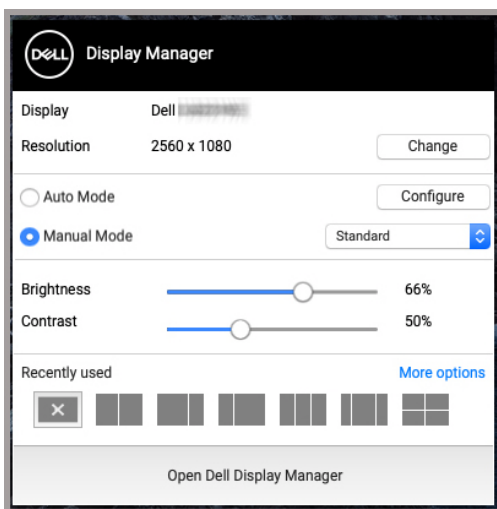 DELL Display Manager
Display Dell
Resolution 2560 x 1080 Change
Auto Mode Configure
Manual Mode Standard
Brightness 66%
Contrast 50%
Recently used More options
Open Dell Display Manager